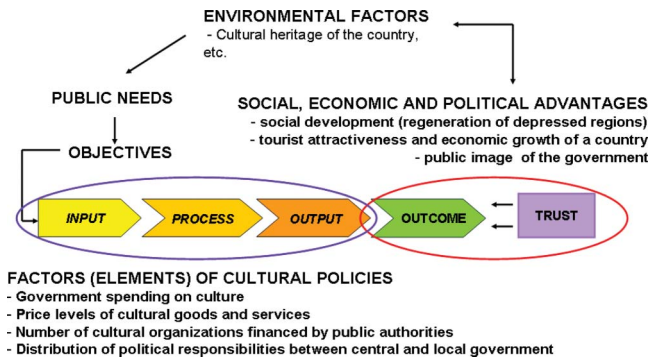 ENVIRONMENTAL FACTORS
- Cultural heritage of the country,
etc.
PUBLIC NEEDS
SOCIAL, ECONOMIC AND POLITICAL ADVANTAGES
- social development (regeneration of depressed regions)
- tourist attractiveness and economic growth of a country
- public image of the government
OBJECTIVES
INPUT
PROCESS
OUTPUT
OUTCOME
TRUST
FACTORS (ELEMENTS) OF CULTURAL POLICIES
- Government spending on culture
- Price levels of cultural goods and services
- Number of cultural organizations financed by public authorities
- Distribution of political responsibilities between central and local government